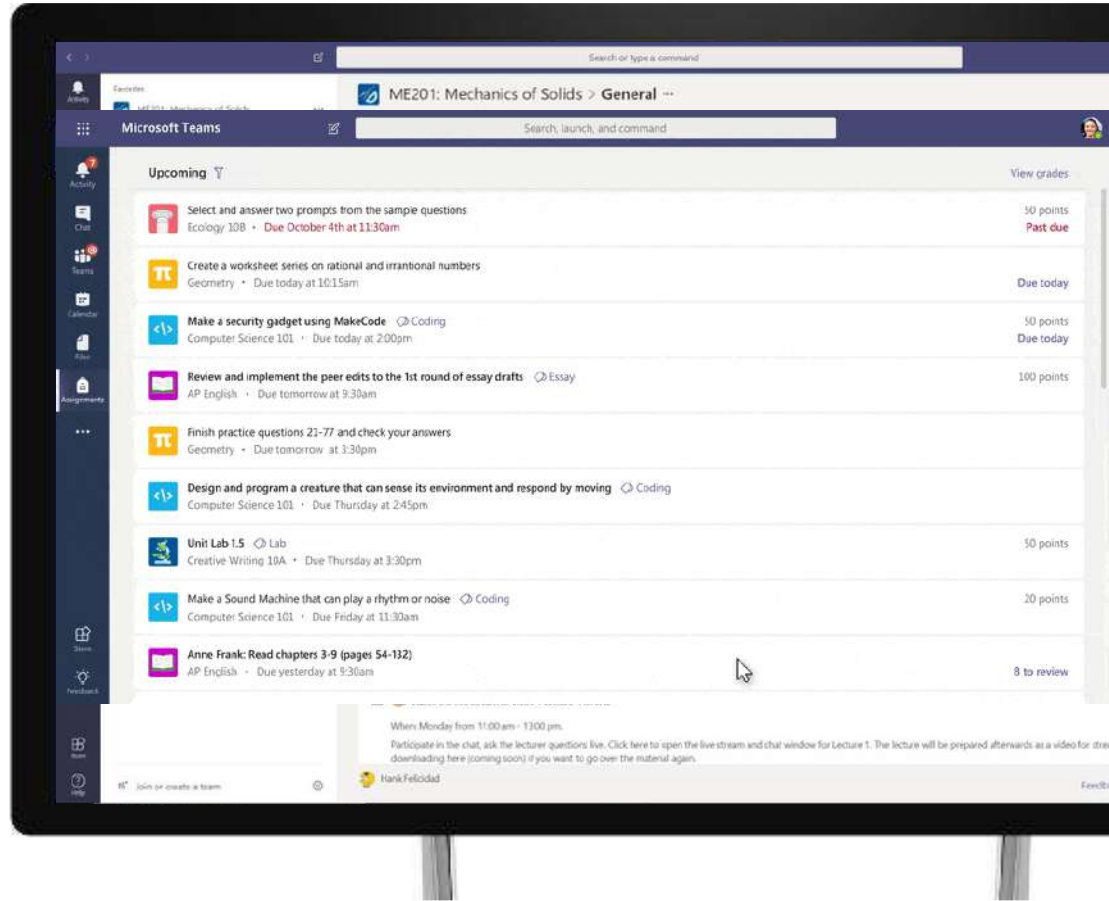 Search or type a command
Activity
Favorites
ME201: Mechanics of Solids
ME201: Mechanics of Solids > General ···
Microsoft Teams
Search, launch, and command
7
Activity
Upcoming
View grades
Select and answer two prompts from the sample questions
50 points
Ecology 10B • Due October 4th at 11:30am
Past due
Chat
Create a worksheet series on rational and irrantional numbers
Teams
Geometry • Due today at 10:15am
Due today
Make a security gadget using MakeCode Coding
50 points
Calendar
Computer Science 101 • Due today at 2:00pm
Due today
Files
Review and implement the peer edits to the 1st round of essay drafts Essay
100 points
AP English • Due tomorrow at 9:30am
Assignments
Finish practice questions 21-77 and check your answers
Geometry • Due tomorrow at 3:30pm
Design and program a creature that can sense its environment and respond by moving Coding
Computer Science 101 • Due Thursday at 2:45pm
Unit Lab 1.5 Lab
50 points
Creative Writing 10A • Due Thursday at 3:30pm
Make a Sound Machine that can play a rhythm or noise Coding
20 points
Computer Science 101 • Due Friday at 11:30am
Store
Anne Frank: Read chapters 3-9 (pages 54-132)
AP English • Due yesterday at 9:30am
8 to review
Feedback
When: Monday from 11:00 am - 13:00 pm.
Participate in the chat, ask the lecturer questions live. Click here to open the live stream and chat window for Lecture 1. The lecture will be prepared afterwards as a video for
downloading here (coming soon) if you want to go over the material again.
Hank Felicidad
Join or create a team
Help